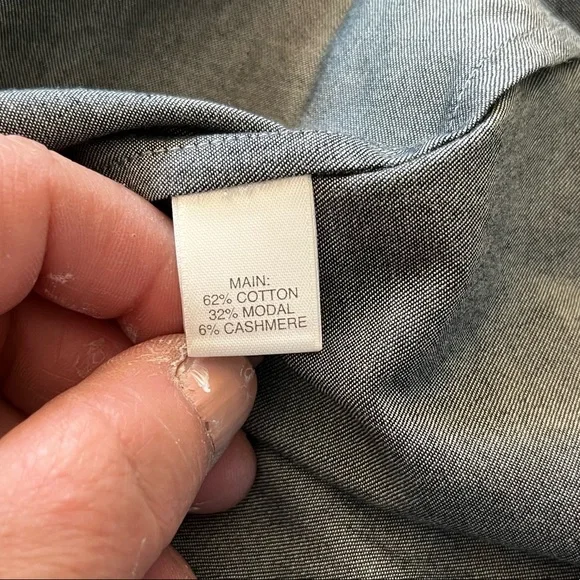 MAIN:
62% COTTON
32% MODAL
6% CASHMERE